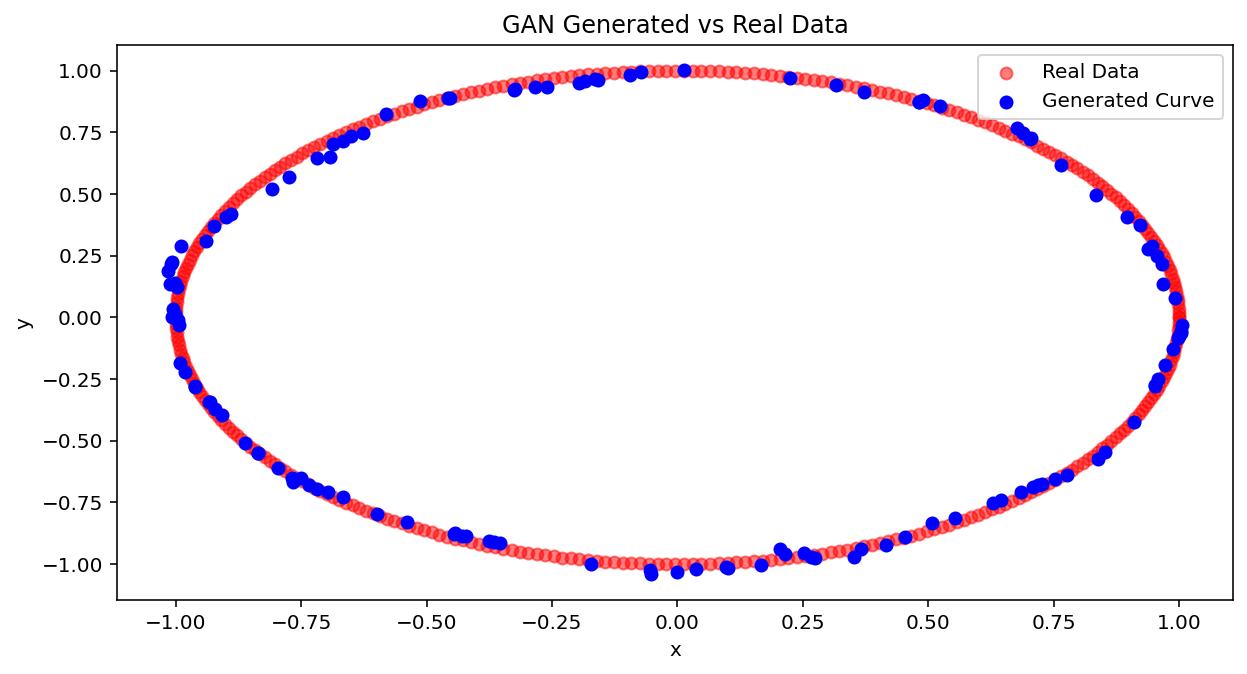 GAN Generated vs Real Data
Real Data
Generated Curve
1.00
0.75
0.50
0.25
0.00
−0.25
−0.50
−0.75
−1.00
y
−1.00 −0.75 −0.50 −0.25 0.00 0.25 0.50 0.75 1.00
x